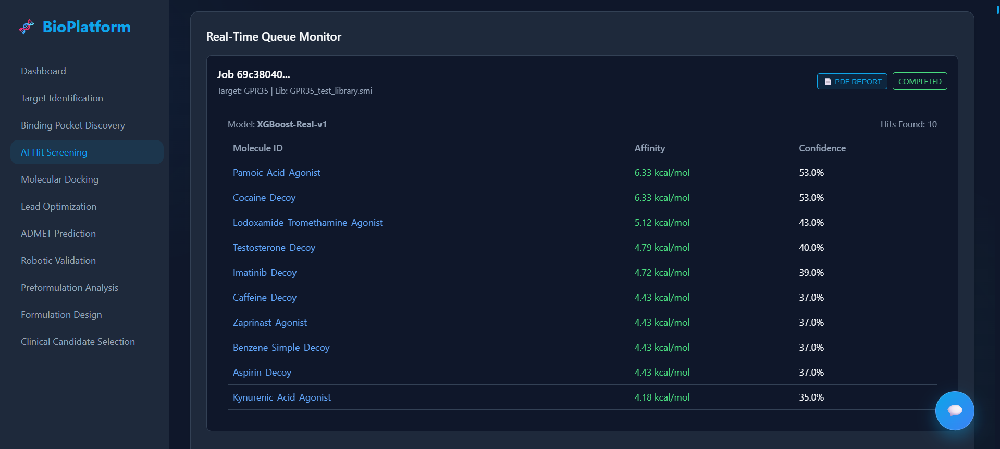 BioPlatform
Dashboard
Target Identification
Binding Pocket Discovery
AI Hit Screening
Molecular Docking
Lead Optimization
ADMET Prediction
Robotic Validation
Preformulation Analysis
Formulation Design
Clinical Candidate Selection
Real-Time Queue Monitor
Job 69c38040...
Target: GPR35 | Lib: GPR35_test_library.smi
PDF REPORT
COMPLETED
Model: XGBoost-Real-v1
Hits Found: 10
Molecule ID Affinity Confidence
Pamoic_Acid_Agonist 6.33 kcal/mol 53.0%
Cocaine_Decoy 6.33 kcal/mol 53.0%
Lodoxamide_Tromethamine_Agonist 5.12 kcal/mol 43.0%
Testosterone_Decoy 4.79 kcal/mol 40.0%
Imatinib_Decoy 4.72 kcal/mol 39.0%
Caffeine_Decoy 4.43 kcal/mol 37.0%
Zaprinast_Agonist 4.43 kcal/mol 37.0%
Benzene_Simple_Decoy 4.43 kcal/mol 37.0%
Aspirin_Decoy 4.43 kcal/mol 37.0%
Kynurenic_Acid_Agonist 4.18 kcal/mol 35.0%